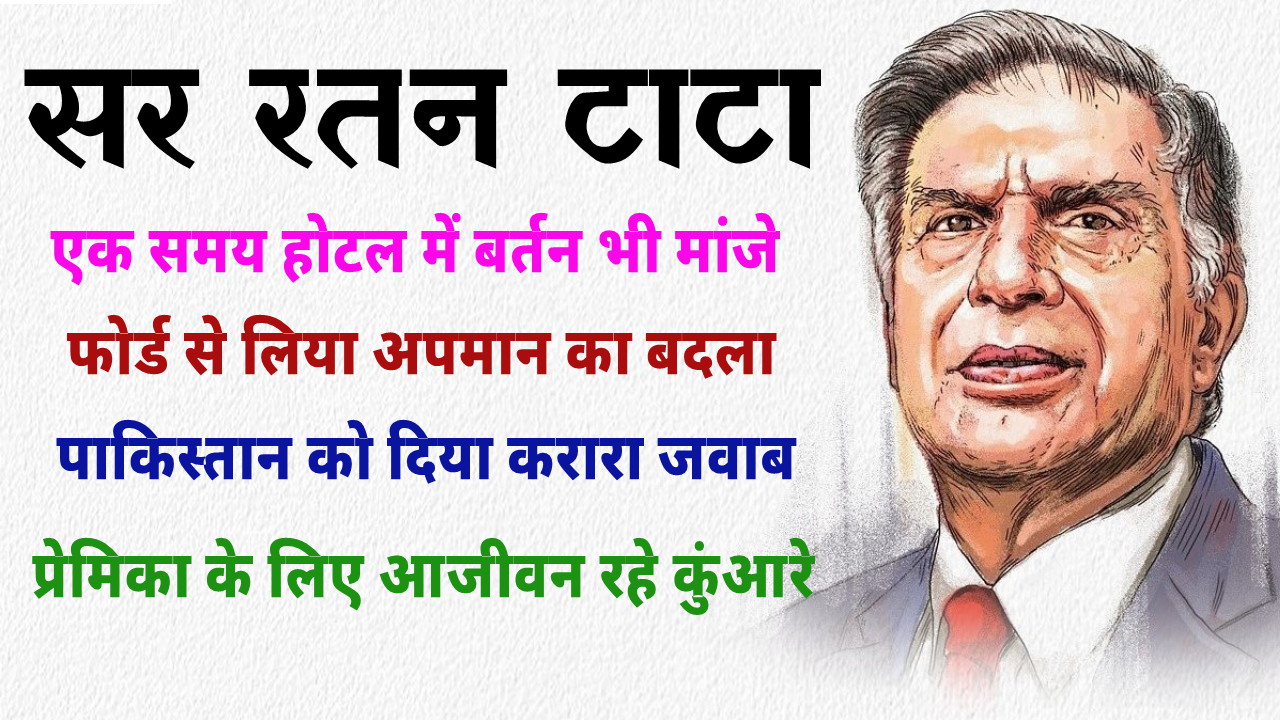 सर रतन टाटा
एक समय होटल में बर्तन भी मांजे
फोर्ड से लिया अपमान का बदला
पाकिस्तान को दिया करारा जवाब
प्रेमिका के लिए आजीवन रहे कुंआरे